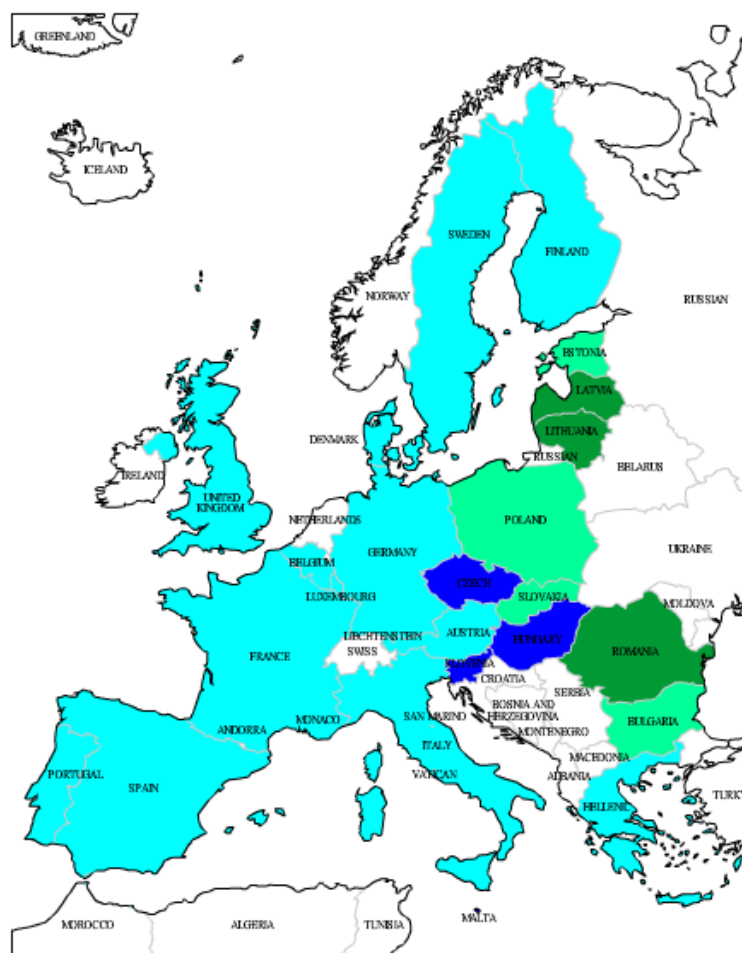 GREENLAND
ICELAND
SWEDEN
FINLAND
NORWAY
RUSSIAN
ESTONIA
LATVIA
LITHUANIA
DENMARK
RUSSIAN
BELARUS
IRELAND
UNITED
KINGDOM
NETHERLANDS
POLAND
GERMANY
UKRAINE
BELGIUM
CZECH
LUXEMBOURG
SLOVAKIA
MOLDOVA
LIECHTENSTEIN
AUSTRIA
HUNGARY
SWISS
FRANCE
ROMANIA
SLOVENIA
CROATIA
SERBIA
BOSNIA AND
HERZEGOVINA
SAN MARINO
MONACO
ANDORRA
BULGARIA
MONTENEGRO
ITALY
MACEDONIA
PORTUGAL
SPAIN
VATICAN
ALBANIA
TURK
HELLENIC
MALTA
MOROCCO
ALGERIA
TUNISIA